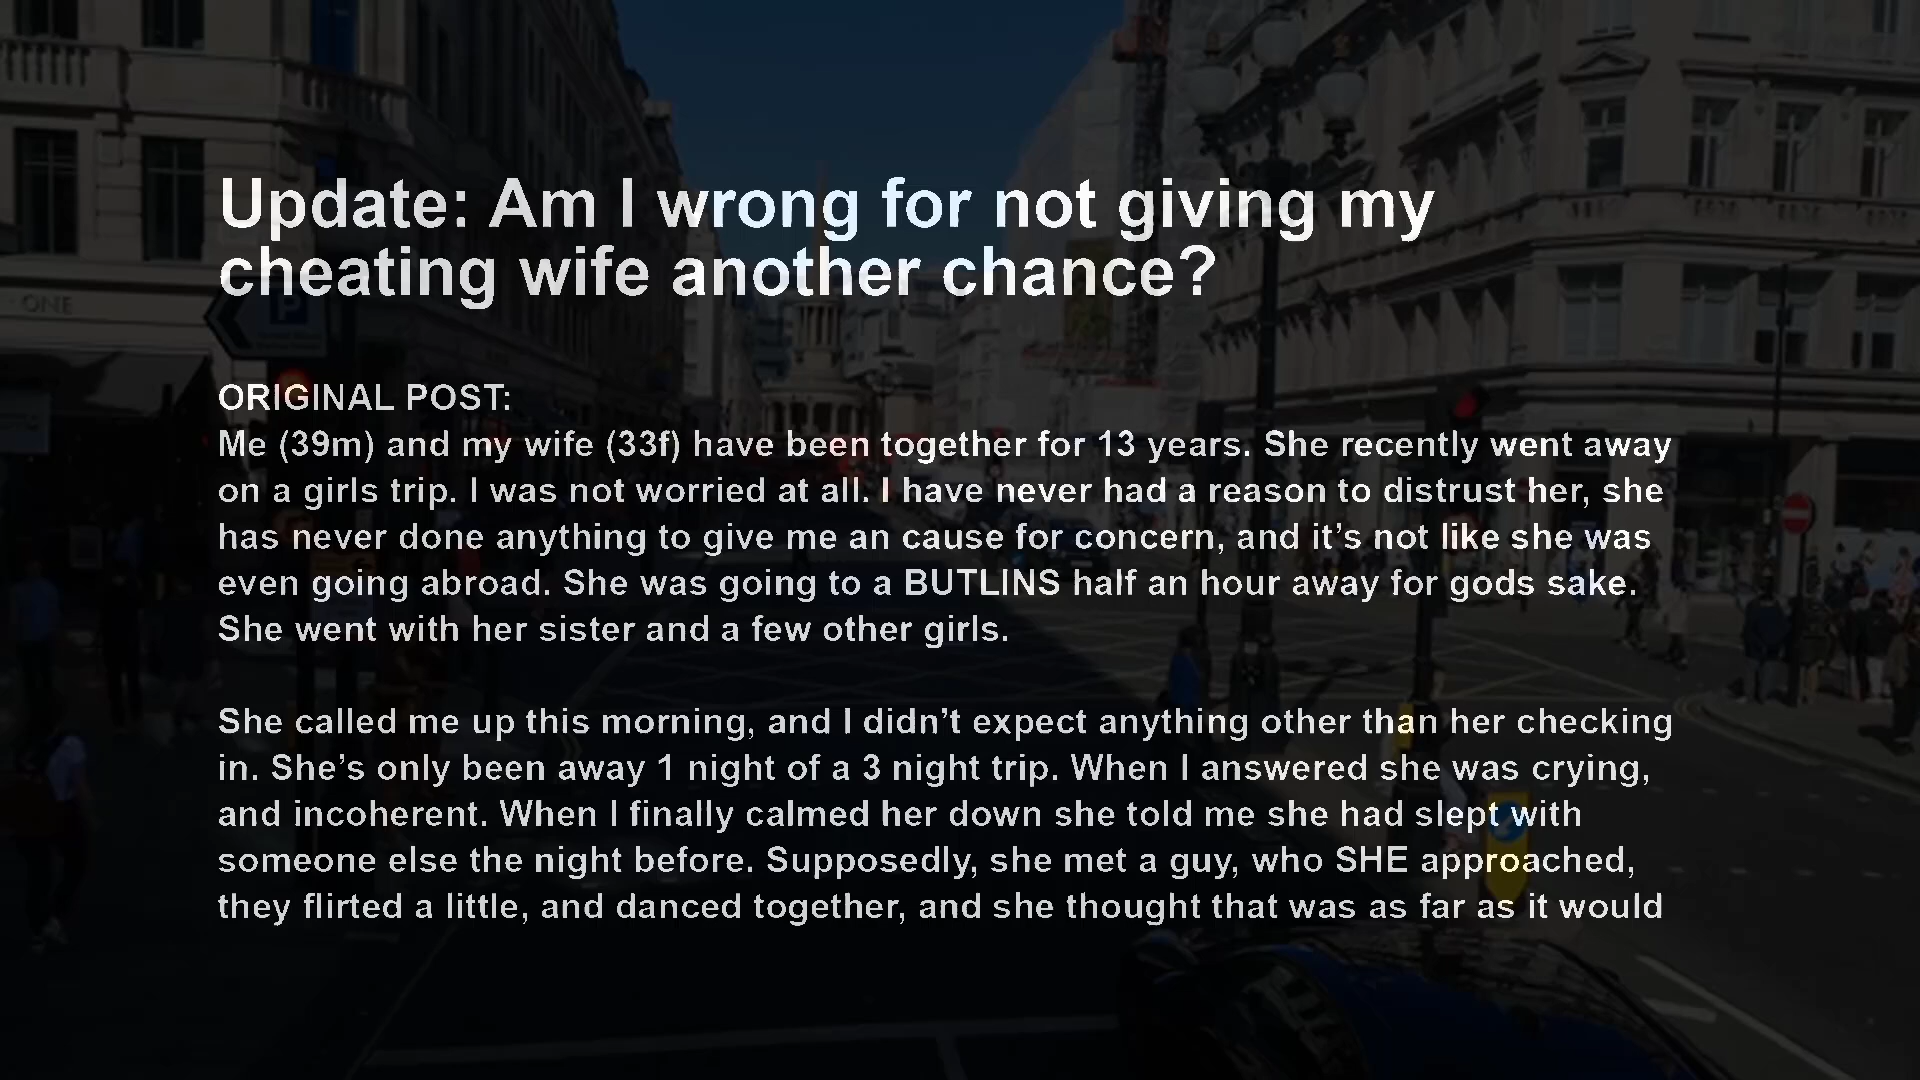 Update: Am I wrong for not giving my
cheating wife another chance?
ORIGINAL POST:
Me (39m) and my wife (33f) have been together for 13 years. She recently went away
on a girls trip. I was not worried at all. I have never had a reason to distrust her, she
has never done anything to give me an cause for concern, and it’s not like she was
even going abroad. She was going to a BUTLINS half an hour away for gods sake.
She went with her sister and a few other girls.
She called me up this morning, and I didn’t expect anything other than her checking
in. She’s only been away 1 night of a 3 night trip. When I answered she was crying,
and incoherent. When I finally calmed her down she told me she had slept with
someone else the night before. Supposedly, she met a guy, who SHE approached,
they flirted a little, and danced together, and she thought that was as far as it would
· ONE
P